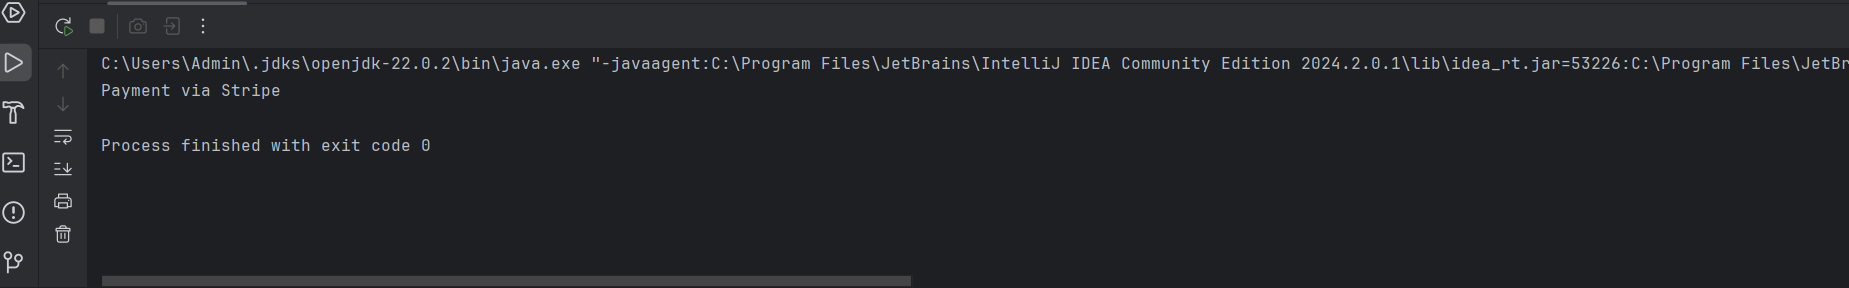 C:\Users\Admin\.jdks\openjdk-22.0.2\bin\java.exe "-javaagent:C:\Program Files\JetBrains\IntelliJ IDEA Community Edition 2024.2.0.1\lib\idea_rt.jar=53226:C:\Program Files\JetBr
Payment via Stripe
Process finished with exit code 0